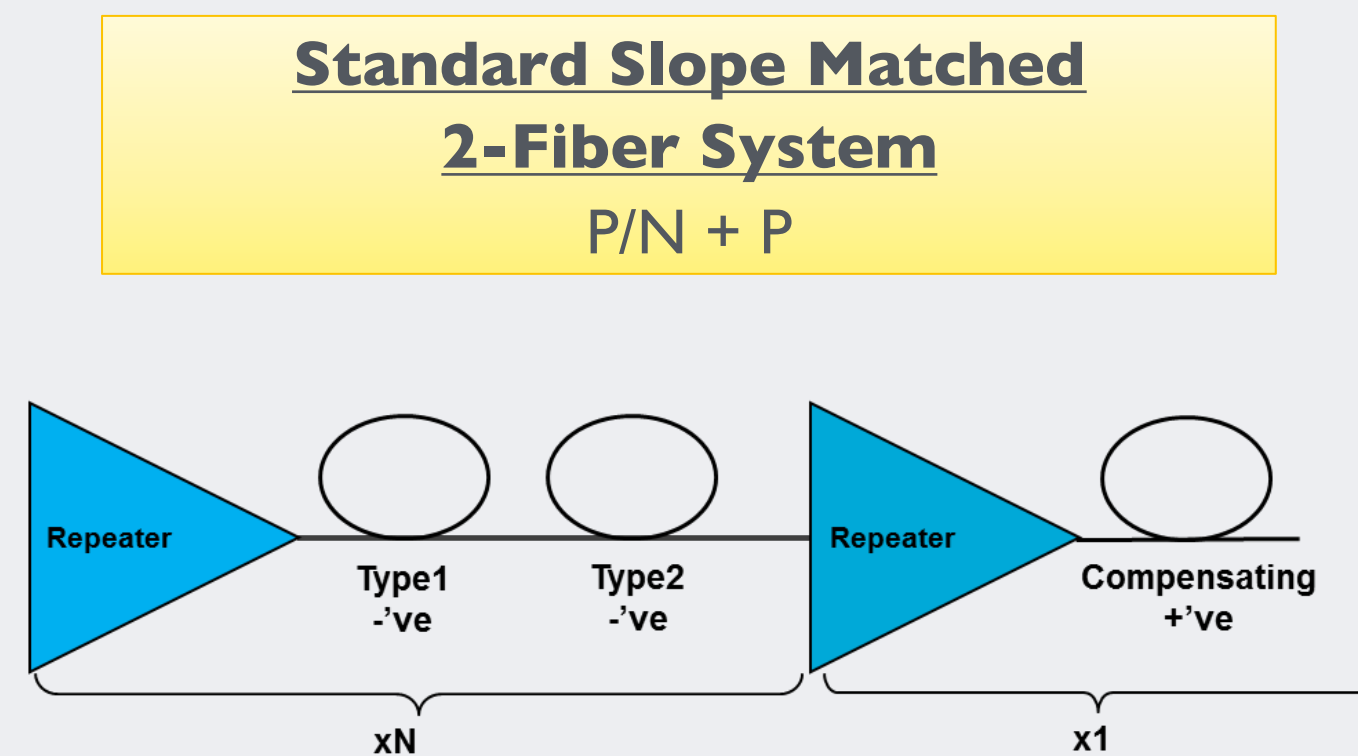 Standard Slope Matched
2-Fiber System
P/N + P
Repeater
Type1
-’ve
Type2
-’ve
Repeater
Compensating
+’ve
xN
x1